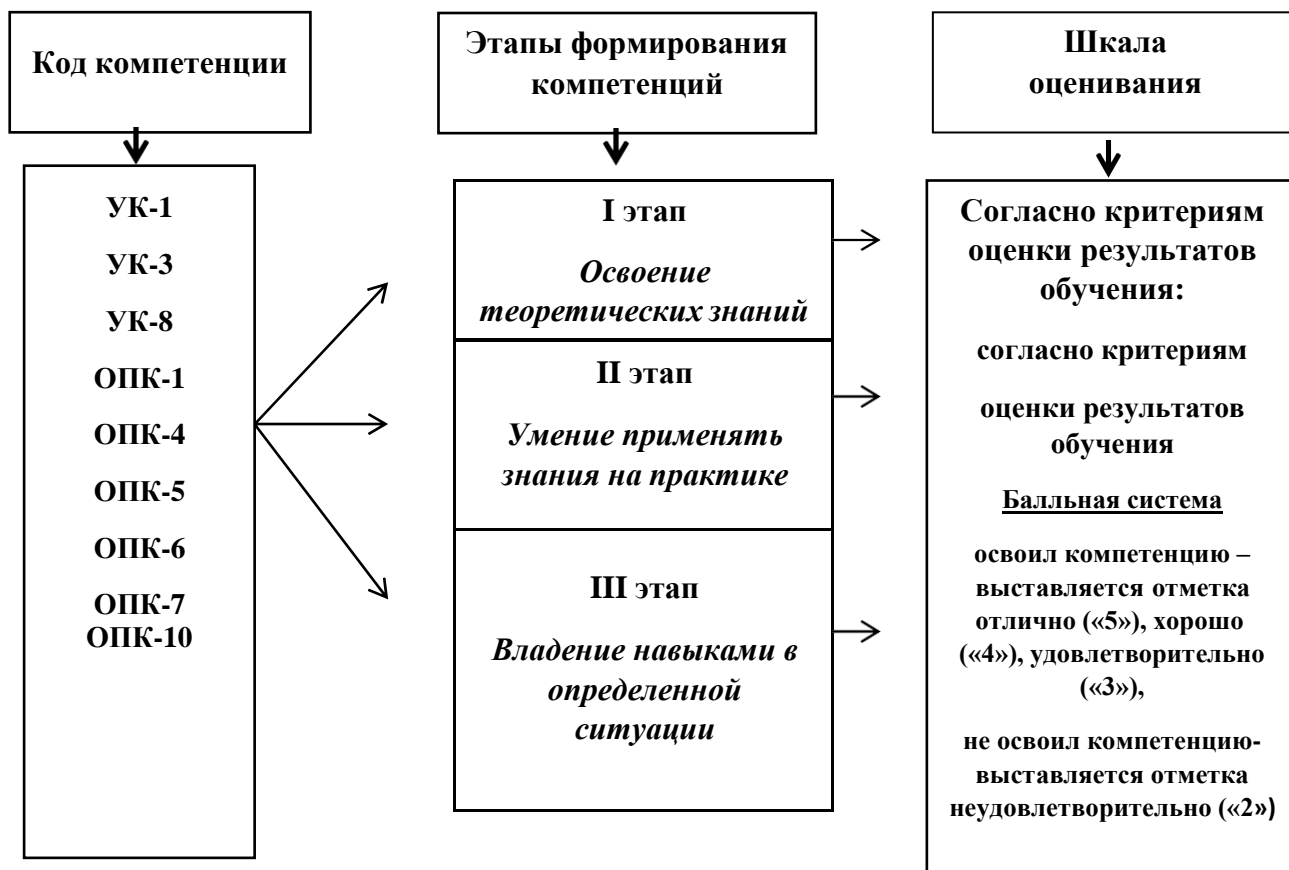 Код компетенции
Этапы формирования
компетенций
Шкала
оценивания
УК-1
УК-3
УК-8
ОПК-1
ОПК-4
ОПК-5
ОПК-6
ОПК-7
ОПК-10
I этап
Освоение
теоретических знаний
II этап
Умение применять
знания на практике
III этап
Владение навыками в
определенной
ситуации
Согласно критериям
оценки результатов
обучения:
согласно критериям
оценки результатов
обучения
Балльная система
освоил компетенцию –
выставляется отметка
отлично («5»), хорошо
(«4»), удовлетворительно
(«3»),
не освоил компетенцию-
выставляется отметка
неудовлетворительно («2»)